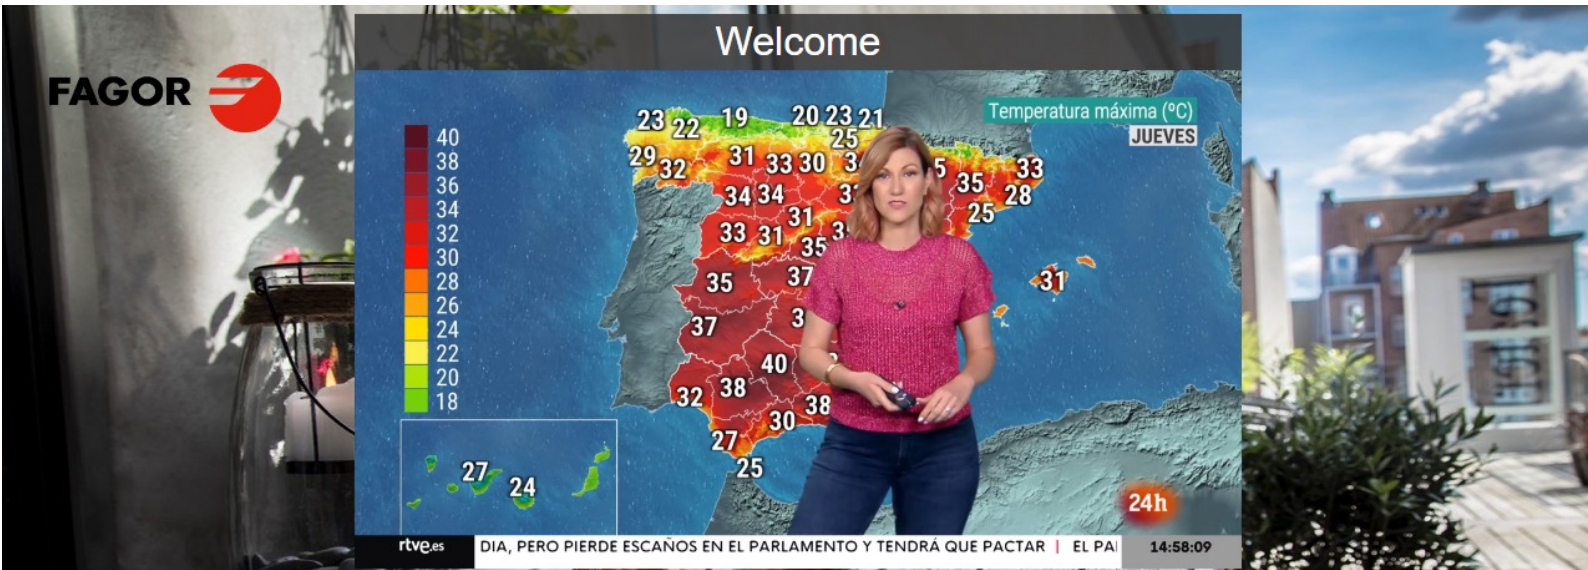 Welcome
FAGOR
Temperatura máxima (ºC)
JUEVES
40
38
36
34
32
30
28
26
24
22
20
18
23 22 19 20 23 21
25
29 32 31 33 30 33
35 28
34 34
25
31
33 31 35
31
35 37
37
40
32 38 38
30
27
25
27 24
24h
rtve.es
DIA, PERO PIERDE ESCAÑOS EN EL PARLAMENTO Y TENDRÁ QUE PACTAR | EL
14:58:09